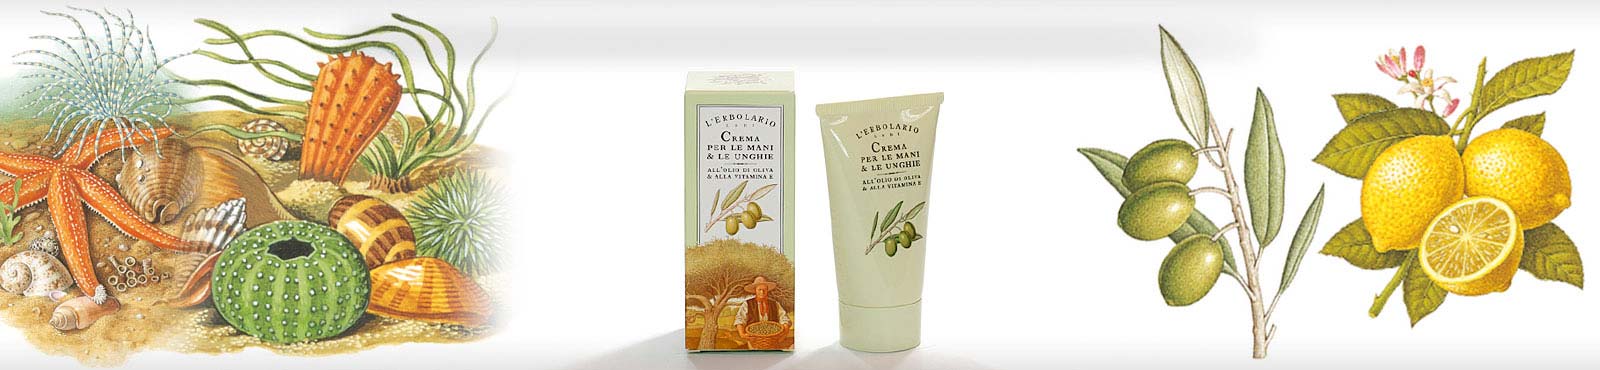 L'ERBOLARIO
LODI
CREMA
PER LE MANI
& LE UNGHIE
ALL'OLIO DI OLIVA
& ALLA VITAMINA E
L'ERBOLARIO
LODI
CREMA
PER LE MANI
& LE UNGHIE
ALL'OLIO DI OLIVA
& ALLA VITAMINA E